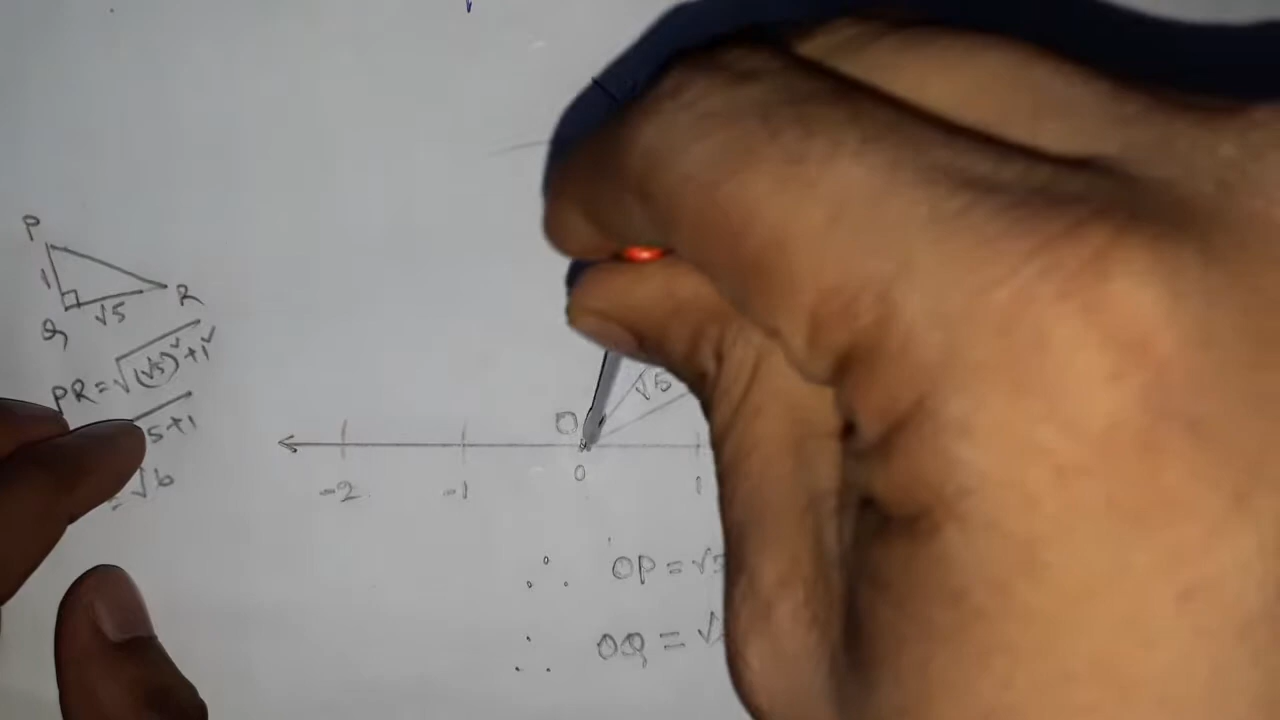 P
1
Q √5 R
PR = √(√5)² + 1²
5+1
= √6
O √5
-2 -1 0 1
∴ OP = √5
∴ OQ = √